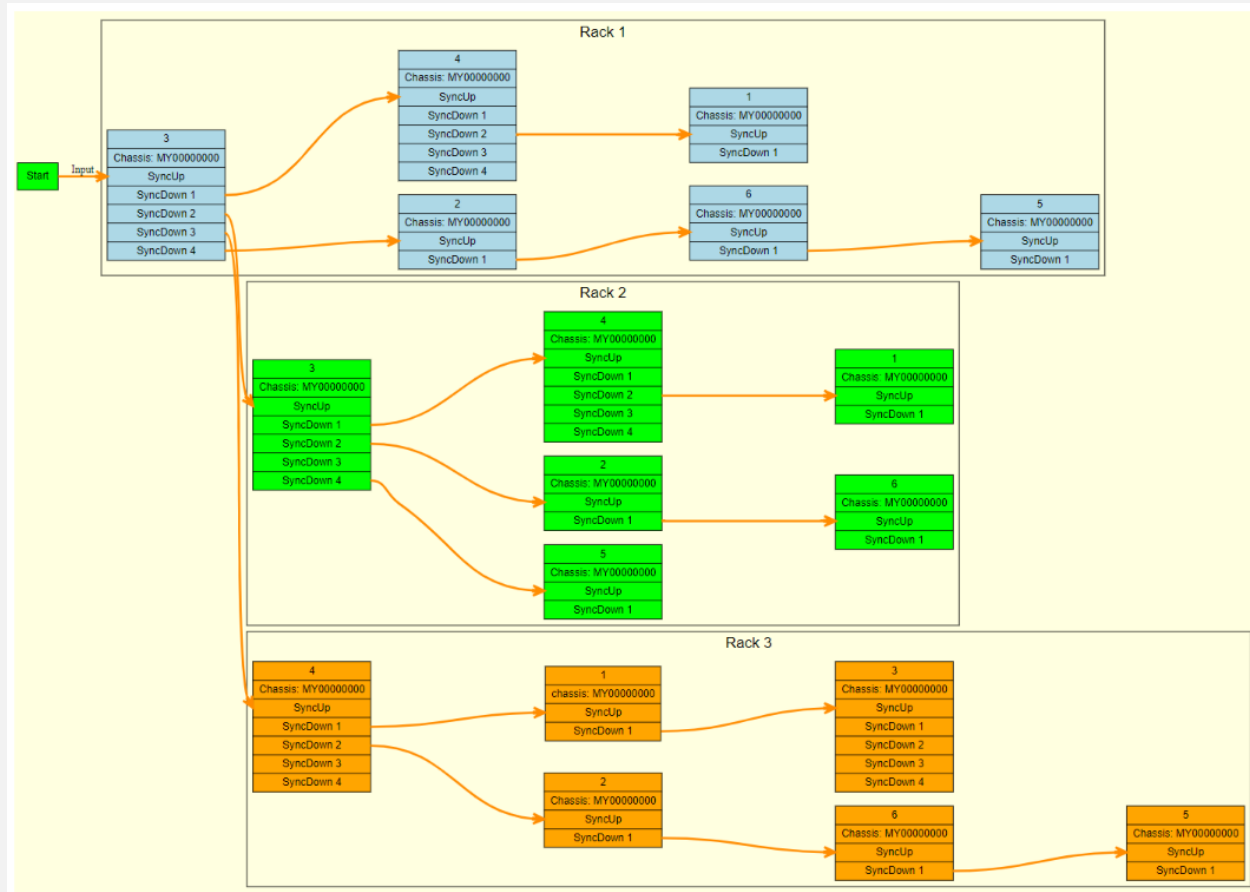 Rack 1
Start
Input
3
Chassis: MY00000000
SyncUp
SyncDown 1
SyncDown 2
SyncDown 3
SyncDown 4
4
Chassis: MY00000000
SyncUp
SyncDown 1
SyncDown 2
SyncDown 3
SyncDown 4
1
Chassis: MY00000000
SyncUp
SyncDown 1
2
Chassis: MY00000000
SyncUp
SyncDown 1
6
Chassis: MY00000000
SyncUp
SyncDown 1
5
Chassis: MY00000000
SyncUp
SyncDown 1
Rack 2
3
Chassis: MY00000000
SyncUp
SyncDown 1
SyncDown 2
SyncDown 3
SyncDown 4
4
Chassis: MY00000000
SyncUp
SyncDown 1
SyncDown 2
SyncDown 3
SyncDown 4
1
Chassis: MY00000000
SyncUp
SyncDown 1
2
Chassis: MY00000000
SyncUp
SyncDown 1
6
Chassis: MY00000000
SyncUp
SyncDown 1
5
Chassis: MY00000000
SyncUp
SyncDown 1
Rack 3
4
Chassis: MY00000000
SyncUp
SyncDown 1
SyncDown 2
SyncDown 3
SyncDown 4
1
chassis: MY00000000
SyncUp
SyncDown 1
3
Chassis: MY00000000
SyncUp
SyncDown 1
SyncDown 2
SyncDown 3
SyncDown 4
2
Chassis: MY00000000
SyncUp
SyncDown 1
6
Chassis: MY00000000
SyncUp
SyncDown 1
5
Chassis: MY00000000
SyncUp
SyncDown 1